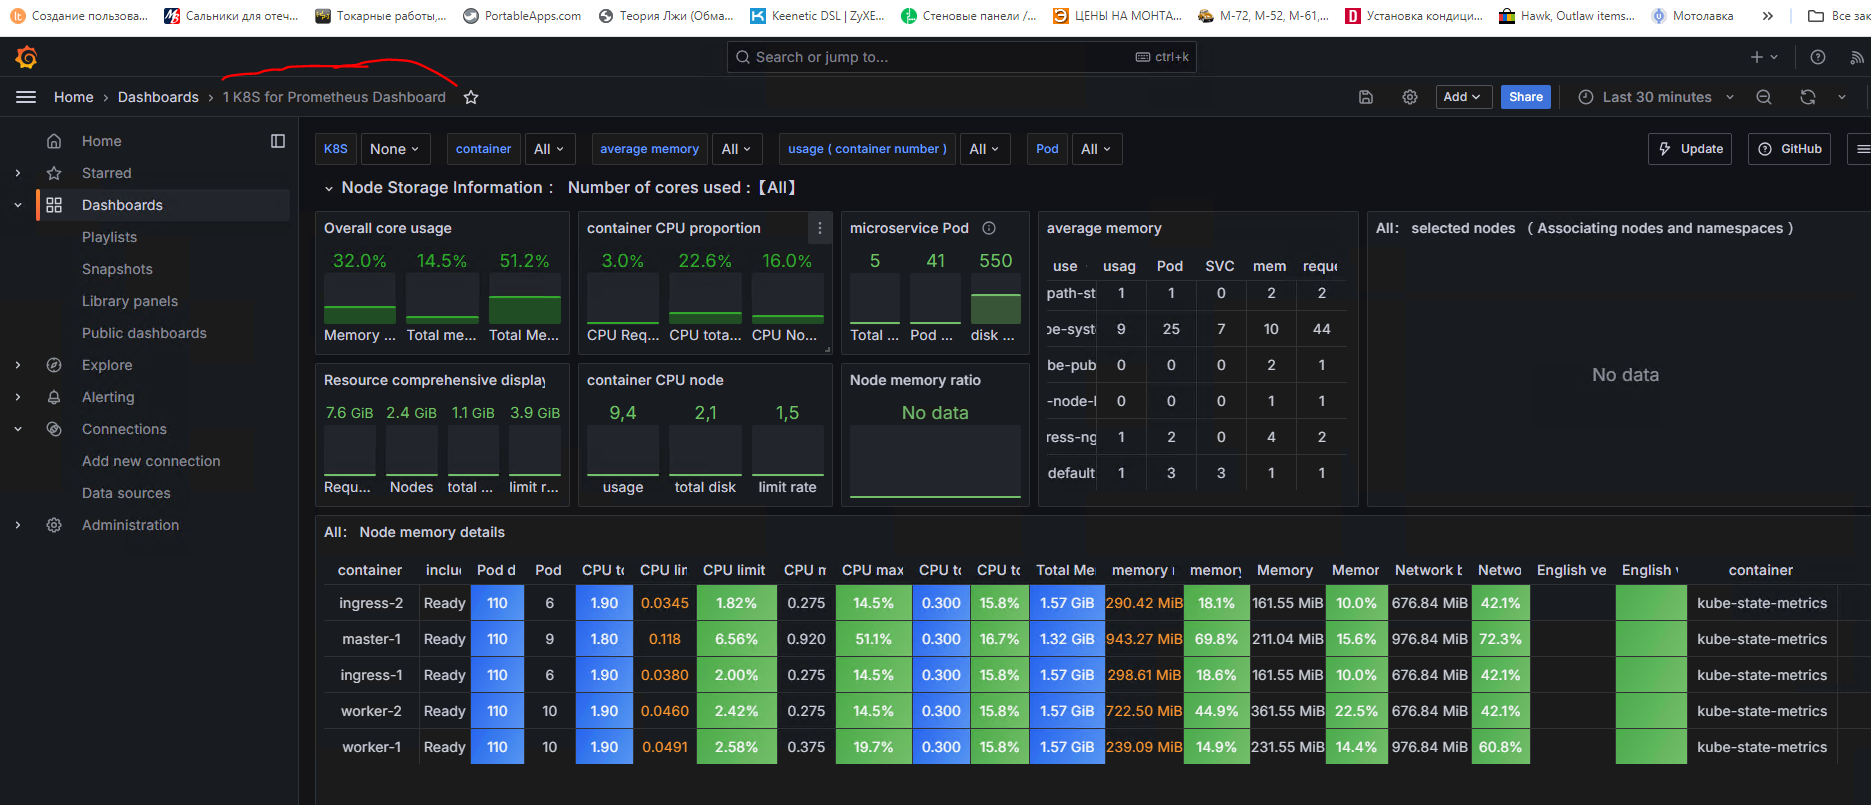 Создание пользова...
Сальники для отеч...
Токарные работы,...
PortableApps.com
Теория Лжи (Обма...
Keenetic DSL | ZyXE...
Стеновые панели /...
ЦЕНЫ НА МОНТА...
М-72, М-52, М-61,...
Установка кондици...
Hawk, Outlaw items...
Мотолавка
»
Все зак
Search or jump to...
ctrl+k
Home › Dashboards › 1 K8S for Prometheus Dashboard
Add
Share
Last 30 minutes
Home
Starred
Dashboards
Playlists
Snapshots
Library panels
Public dashboards
Explore
Alerting
Connections
Add new connection
Data sources
Administration
K8S None container All average memory All usage ( container number ) All Pod All
Update
GitHub
Node Storage Information : Number of cores used :【All】
Overall core usage
32.0% 14.5% 51.2%
Memory ... Total me... Total Me...
container CPU proportion
3.0% 22.6% 16.0%
CPU Req... CPU tota... CPU No...
microservice Pod
5 41 550
Total ... Pod ... disk ...
Resource comprehensive display
7.6 GiB 2.4 GiB 1.1 GiB 3.9 GiB
Requ... Nodes total ... limit r...
container CPU node
9,4 2,1 1,5
usage total disk limit rate
Node memory ratio
No data
average memory
use usag Pod SVC mem reque
path-st 1 1 0 2 2
be-syst 9 25 7 10 44
be-pub 0 0 0 2 1
-node-l 0 0 0 1 1
ress-ng 1 2 0 4 2
default 1 3 3 1 1
All: selected nodes ( Associating nodes and namespaces )
No data
All: Node memory details
container inclu Pod d Pod CPU to CPU lin CPU limit CPU m CPU max CPU to CPU to Total Me memory r memory Memory Memor Network b Netwo English ve English v container
ingress-2 Ready 110 6 1.90 0.0345 1.82% 0.275 14.5% 0.300 15.8% 1.57 GiB 290.42 MiB 18.1% 161.55 MiB 10.0% 676.84 MiB 42.1% kube-state-metrics
master-1 Ready 110 9 1.80 0.118 6.56% 0.920 51.1% 0.300 16.7% 1.32 GiB 943.27 MiB 69.8% 211.04 MiB 15.6% 976.84 MiB 72.3% kube-state-metrics
ingress-1 Ready 110 6 1.90 0.0380 2.00% 0.275 14.5% 0.300 15.8% 1.57 GiB 298.61 MiB 18.6% 161.55 MiB 10.0% 676.84 MiB 42.1% kube-state-metrics
worker-2 Ready 110 10 1.90 0.0460 2.42% 0.275 14.5% 0.300 15.8% 1.57 GiB 722.50 MiB 44.9% 361.55 MiB 22.5% 676.84 MiB 42.1% kube-state-metrics
worker-1 Ready 110 10 1.90 0.0491 2.58% 0.375 19.7% 0.300 15.8% 1.57 GiB 239.09 MiB 14.9% 231.55 MiB 14.4% 976.84 MiB 60.8% kube-state-metrics